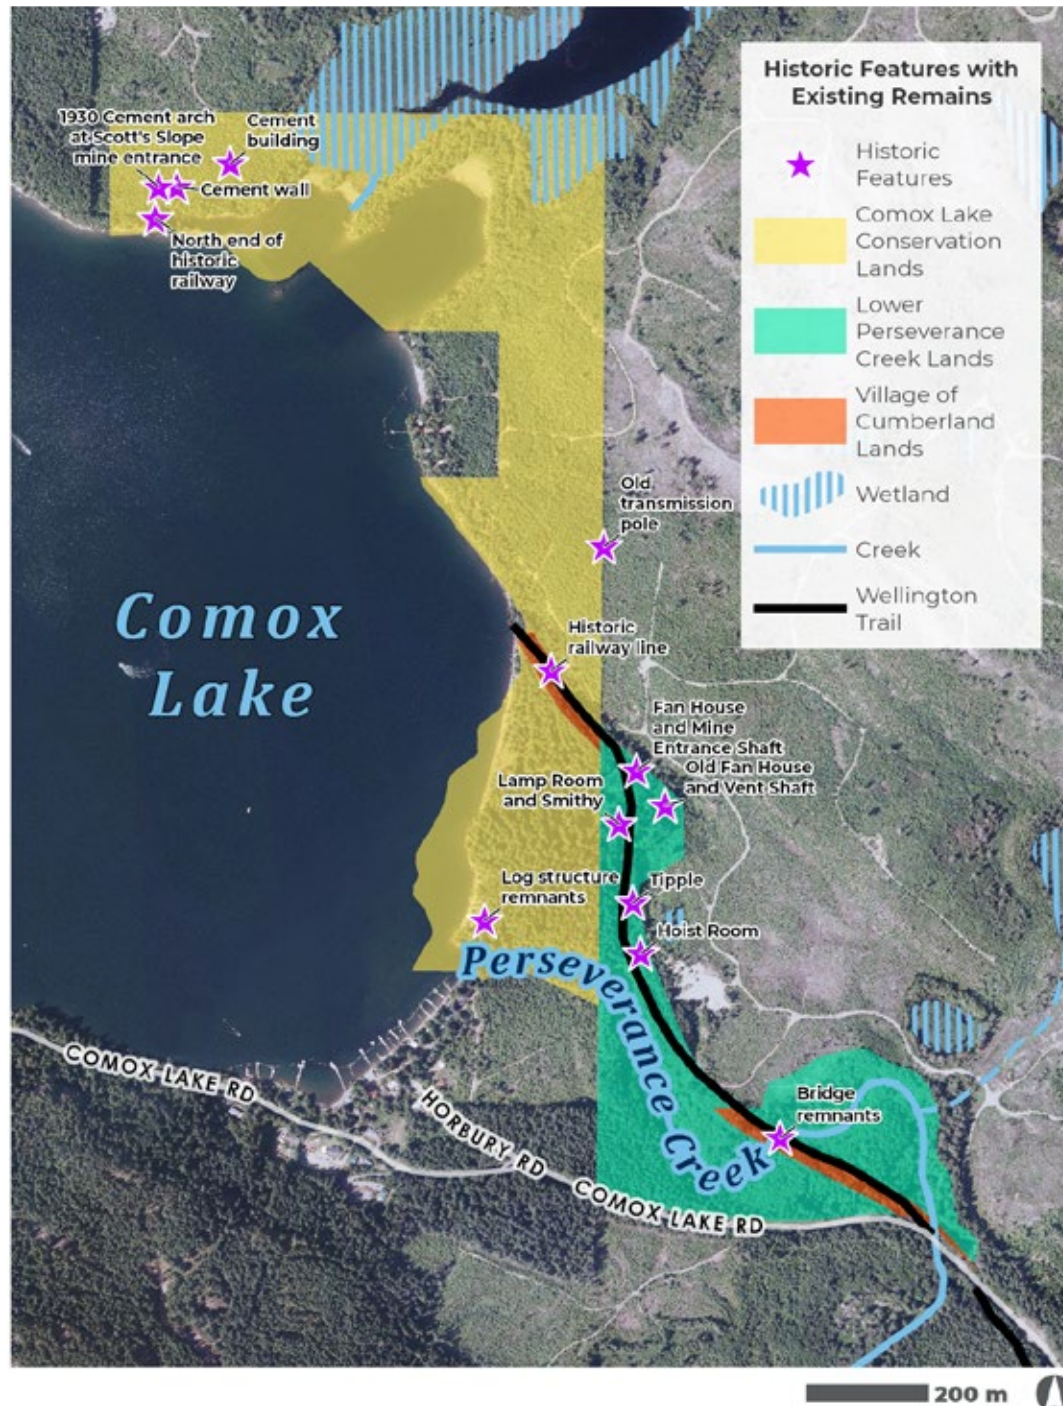 Historic Features with
Existing Remains
Historic
Features
Comox Lake
Conservation
Lands
Lower
Perseverance
Creek Lands
Village of
Cumberland
Lands
Wetland
Creek
Wellington
Trail
1930 Cement arch
at Scott's Slope
mine entrance
Cement
building
Cement wall
North end of
historic
railway
Old
transmission
pole
Comox
Lake
Historic
railway line
Fan House
and Mine
Entrance Shaft
Old Fan House
and Vent Shaft
Lamp Room
and Smithy
Log structure
remnants
Tipple
Hoist Room
Perseverance Creek
Bridge
remnants
COMOX LAKE RD
HORBURY RD
COMOX LAKE RD
200 m